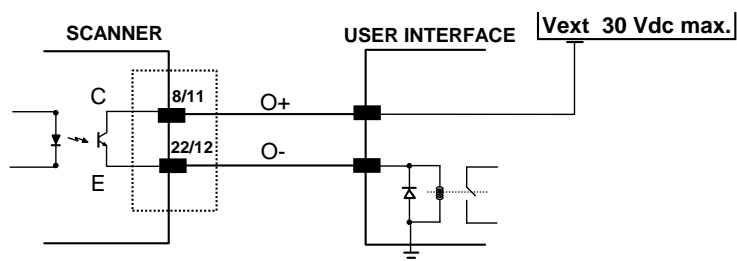 Vext 30 Vdc max.
SCANNER
USER INTERFACE
C
8/11
O+
22/12
O-
E